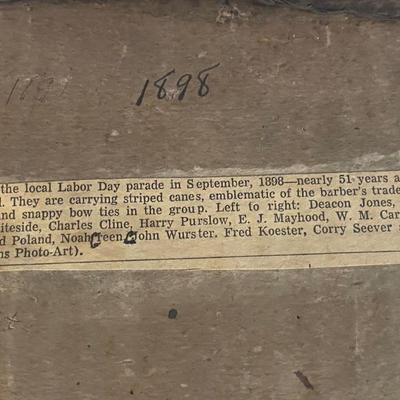 1898
the local Labor Day parade in September, 1898—nearly 51 years a
They are carrying striped canes, emblematic of the barber's trade
nd snappy bow ties in the group. Left to right: Deacon Jones,
iteside, Charles Cline, Harry Purslow, E. J. Mayhood, W. M. Car
d Poland, Noah Green, John Wurster. Fred Koester, Corry Seever
ns Photo-Art).